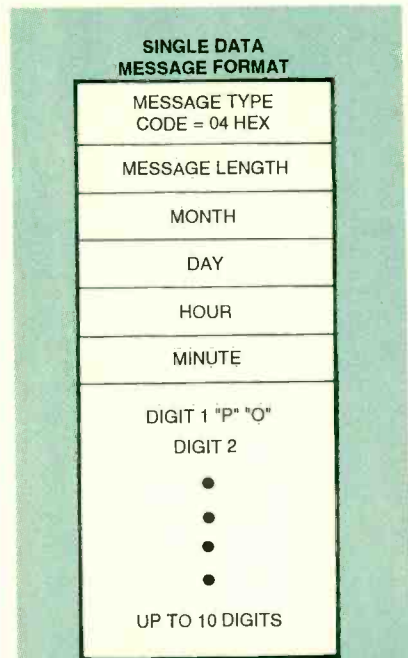 SINGLE DATA
MESSAGE FORMAT
MESSAGE TYPE
CODE = 04 HEX
MESSAGE LENGTH
MONTH
DAY
HOUR
MINUTE
DIGIT 1 "P" "O"
DIGIT 2
UP TO 10 DIGITS